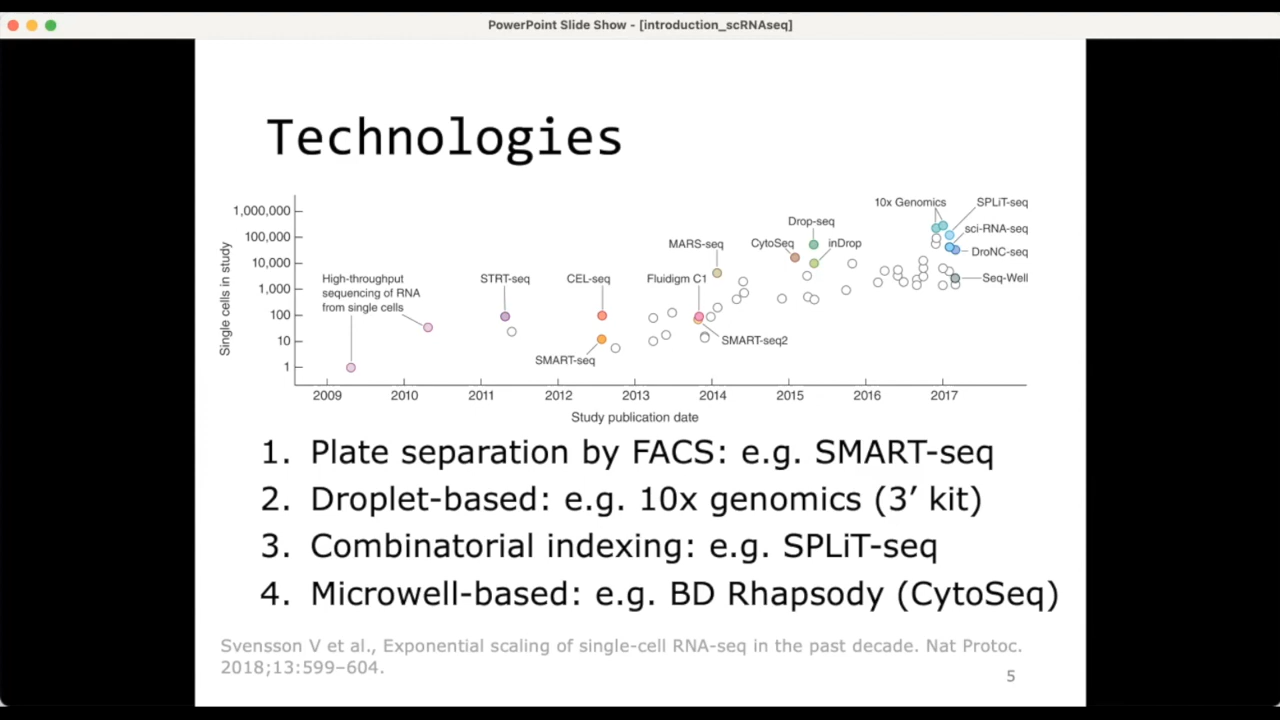 PowerPoint Slide Show - [introduction_scRNAseq]
Technologies
Single cells in study
1,000,000
100,000
10,000
1,000
100
10
1
High-throughput
sequencing of RNA
from single cells
STRT-seq
CEL-seq
SMART-seq
Fluidigm C1
SMART-seq2
MARS-seq
CytoSeq
Drop-seq
inDrop
10x Genomics
SPLiT-seq
sci-RNA-seq
DroNC-seq
Seq-Well
2009 2010 2011 2012 2013 2014 2015 2016 2017
Study publication date
1. Plate separation by FACS: e.g. SMART-seq
2. Droplet-based: e.g. 10x genomics (3’ kit)
3. Combinatorial indexing: e.g. SPLiT-seq
4. Microwell-based: e.g. BD Rhapsody (CytoSeq)
Svensson V et al., Exponential scaling of single-cell RNA-seq in the past decade. Nat Protoc.
2018;13:599–604.
5